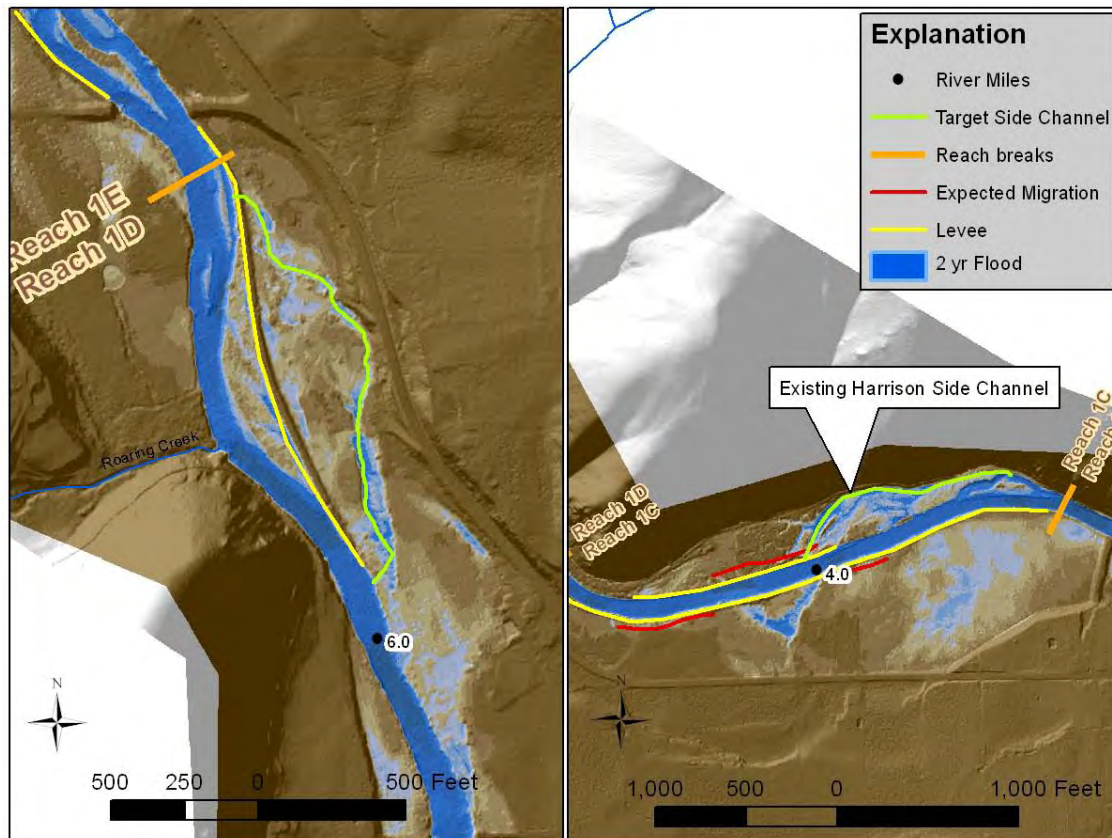 Reach 1E
Reach 1D
Roaring Creek
6.0
N
500 250 0 500 Feet
Explanation
River Miles
Target Side Channel
Reach breaks
Expected Migration
Levee
2 yr Flood
Existing Harrison Side Channel
Reach 1D
Reach 1C
Reach 1C
Reach
4.0
N
1,000 500 0 1,000 Feet